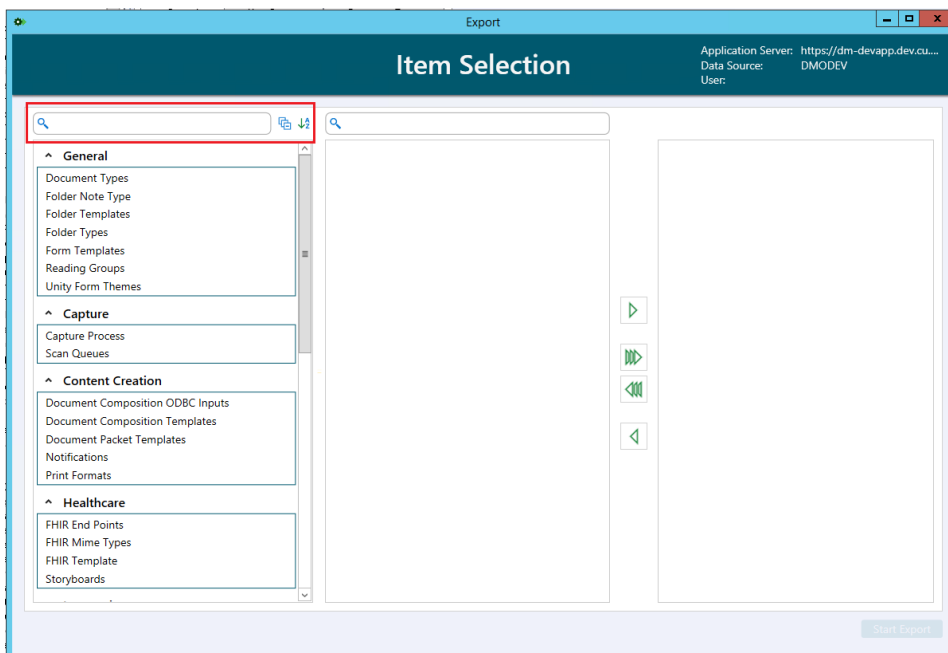 Export
Item Selection
Application Server: https://dm-devapp.dev.cu....
Data Source: DMODEV
User:
General
Document Types
Folder Note Type
Folder Templates
Folder Types
Form Templates
Reading Groups
Unity Form Themes
Capture
Capture Process
Scan Queues
Content Creation
Document Composition ODBC Inputs
Document Composition Templates
Document Packet Templates
Notifications
Print Formats
Healthcare
FHIR End Points
FHIR Mime Types
FHIR Template
Storyboards
Start Export